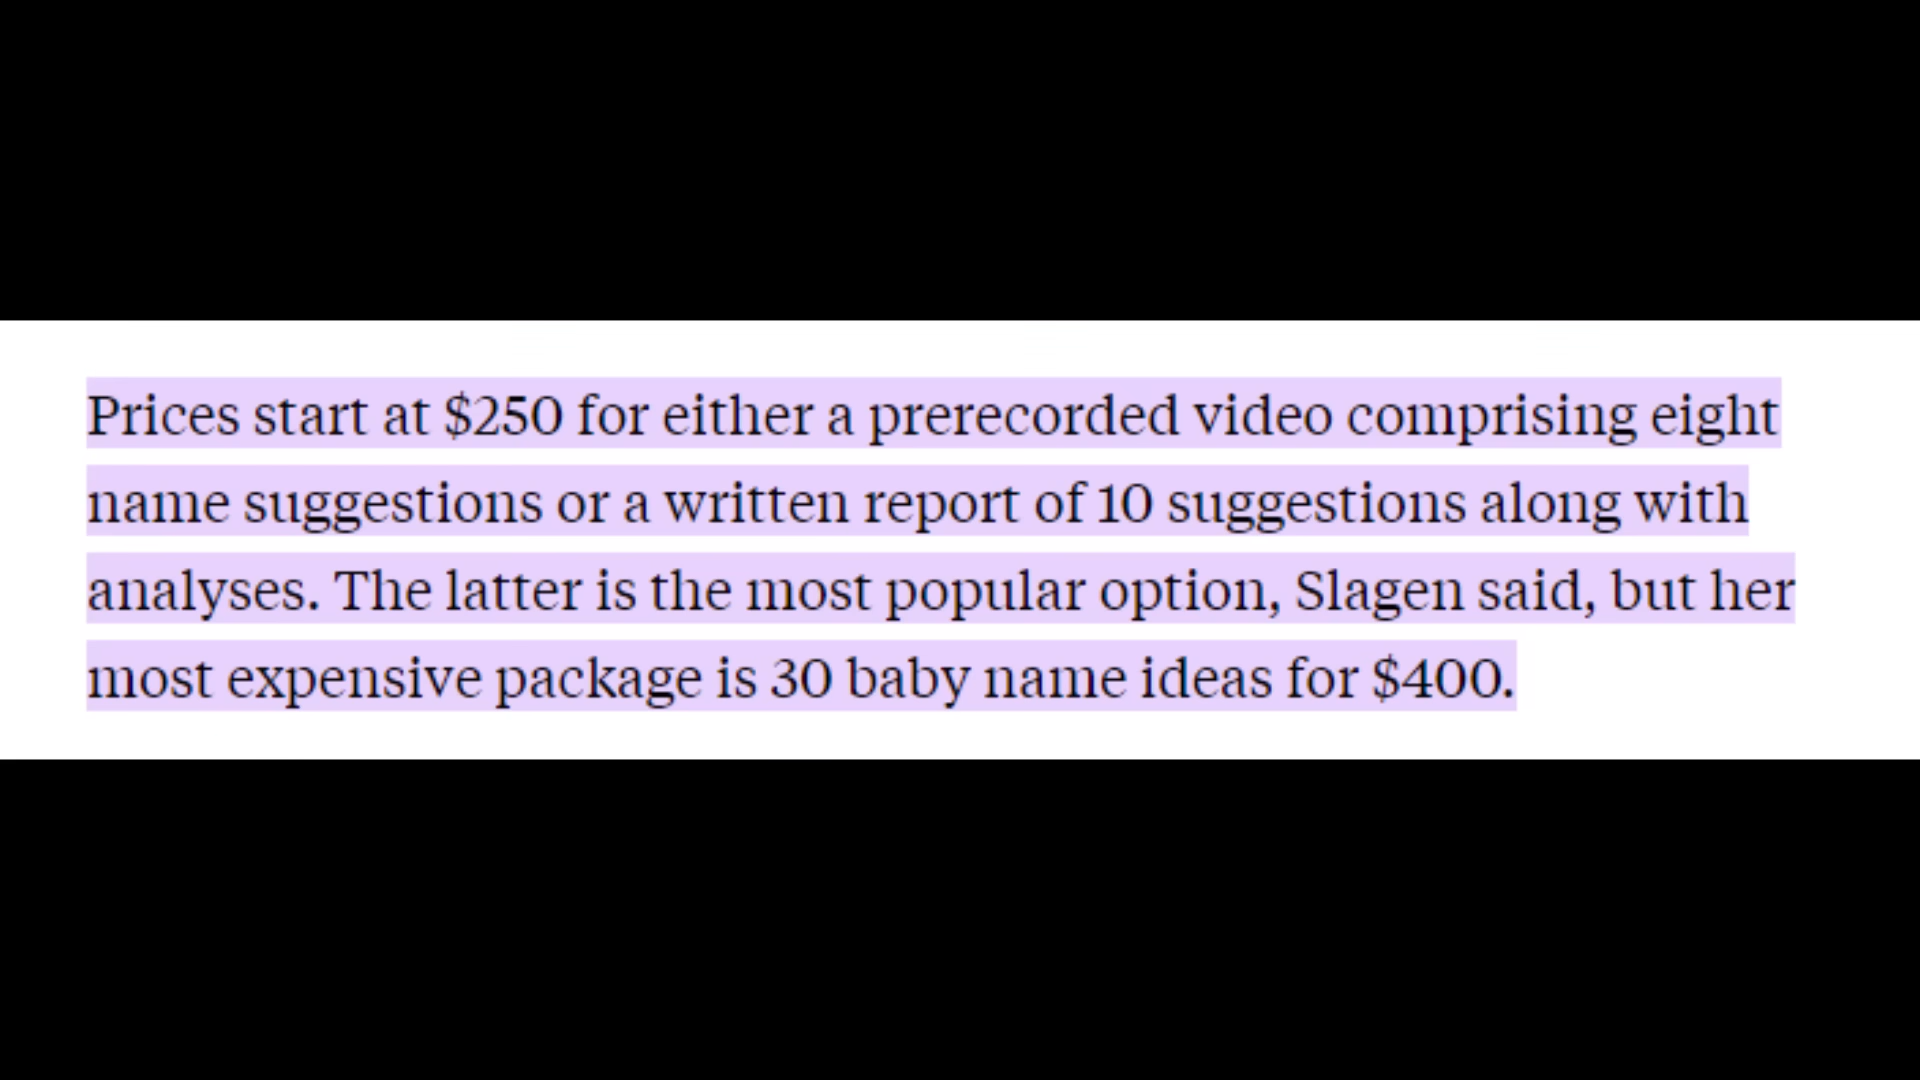 Prices start at $250 for either a prerecorded video comprising eight
name suggestions or a written report of 10 suggestions along with
analyses. The latter is the most popular option, Slagen said, but her
most expensive package is 30 baby name ideas for $400.